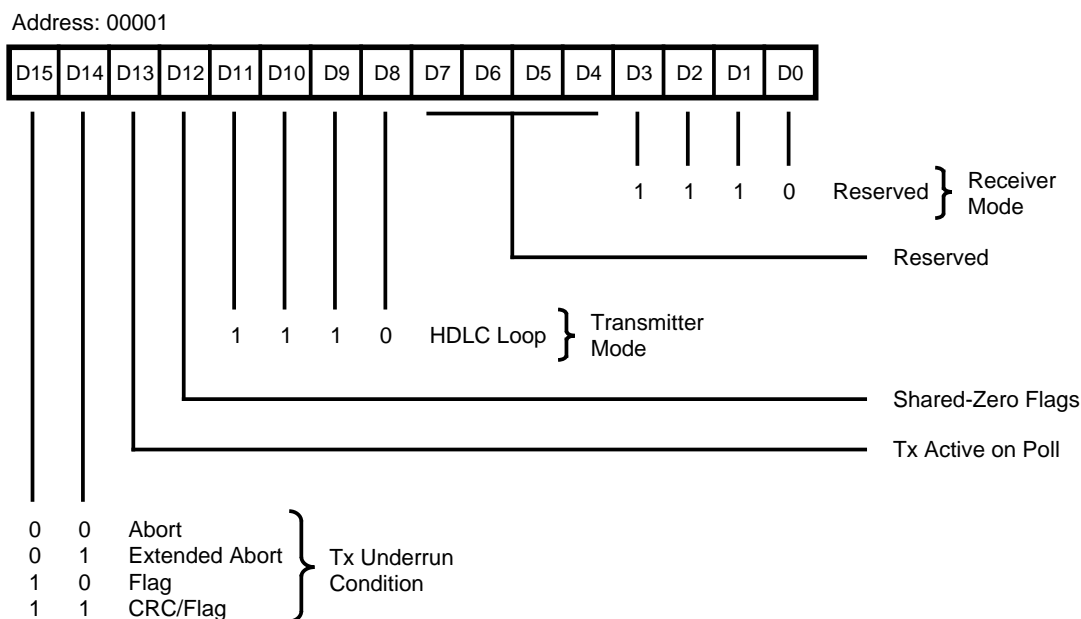 Address: 00001
D15 D14 D13 D12 D11 D10 D9 D8 D7 D6 D5 D4 D3 D2 D1 D0
1 1 1 0 Reserved } Receiver
Mode
Reserved
1 1 1 0 HDLC Loop } Transmitter
Mode
Shared-Zero Flags
Tx Active on Poll
0 0 Abort
0 1 Extended Abort } Tx Underrun
1 0 Flag Condition
1 1 CRC/Flag